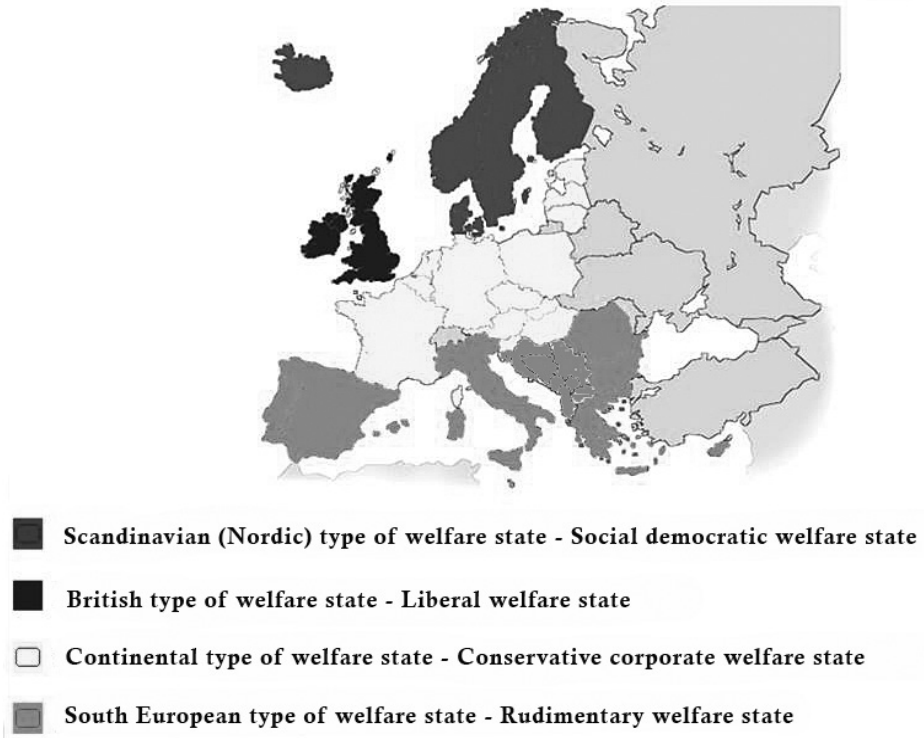 Scandinavian (Nordic) type of welfare state - Social democratic welfare state
British type of welfare state - Liberal welfare state
Continental type of welfare state - Conservative corporate welfare state
South European type of welfare state - Rudimentary welfare state